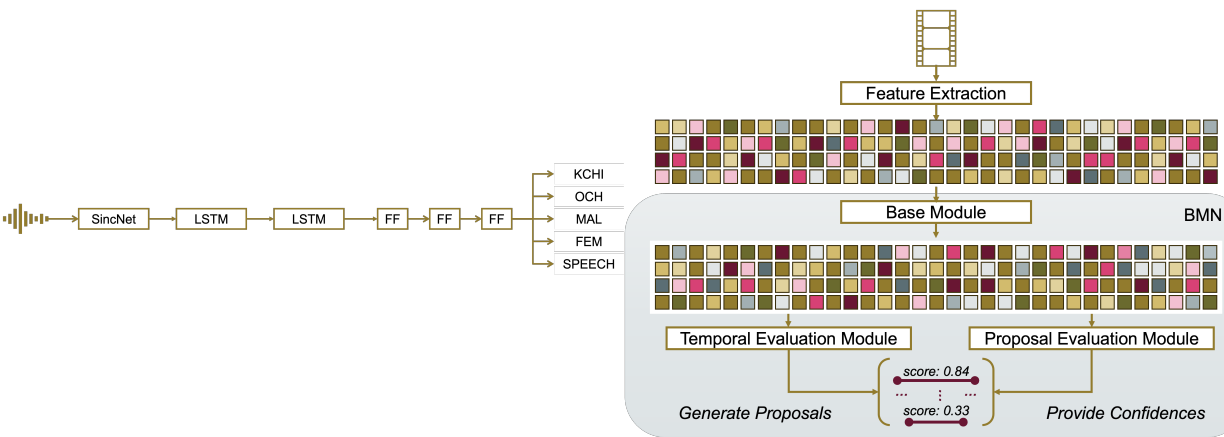 SincNet
LSTM
LSTM
FF
FF
FF
KCHI
OCH
MAL
FEM
SPEECH
Feature Extraction
Base Module
BMN
Temporal Evaluation Module
Proposal Evaluation Module
score: 0.84
...
...
score: 0.33
Generate Proposals
Provide Confidences